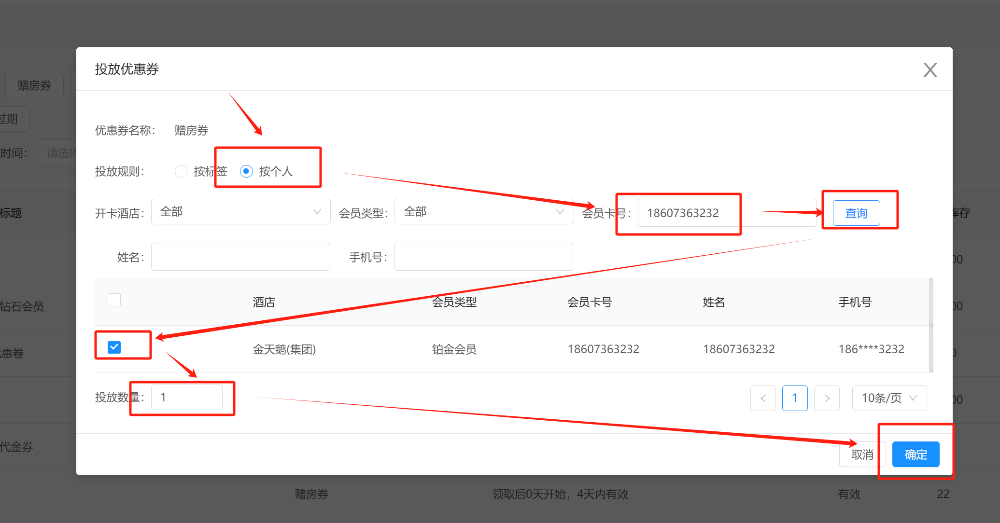 投放优惠券
赠房券
过期
优惠券名称： 赠房券
时间： 请选择
投放规则： 按标签 按个人
标题
开卡酒店： 全部 会员类型： 全部 会员卡号： 18607363232 查询
库存
姓名： 手机号：
00
酒店 会员类型 会员卡号 姓名 手机号
钻石会员
00
金天鹅(集团) 铂金会员 18607363232 18607363232 186****3232
惠卷
0
投放数量： 1
1 10条/页
00
代金券
取消 确定
赠房券 领取后0天开始，4天内有效 有效 22